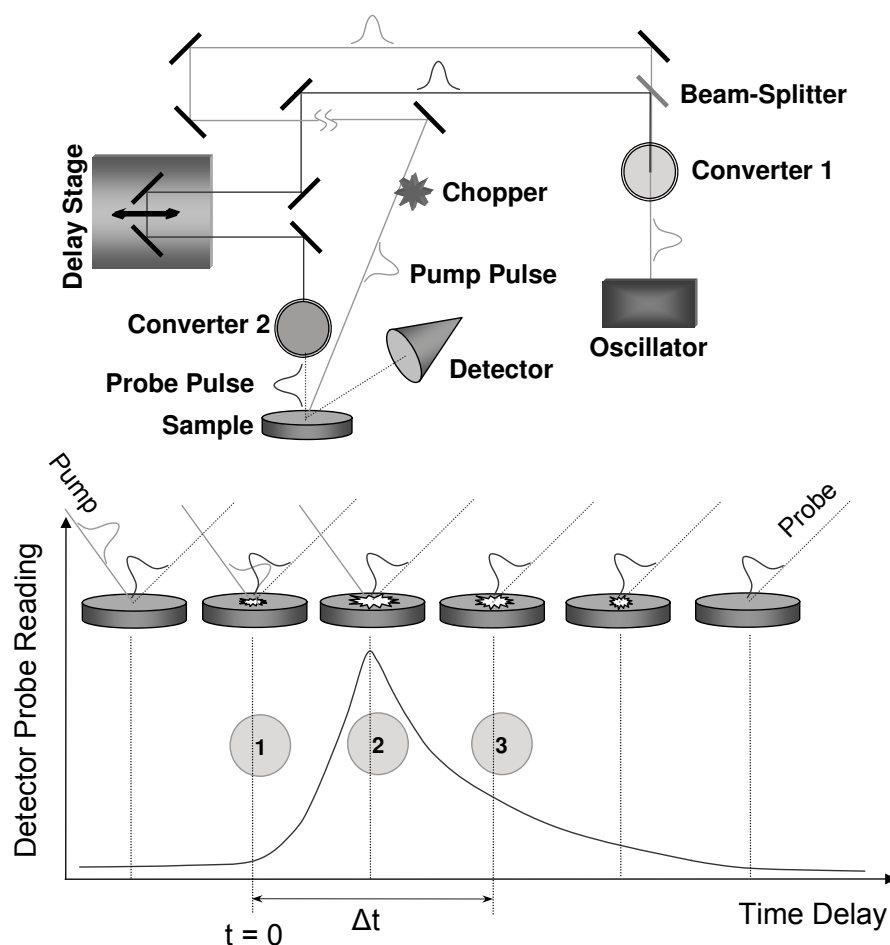 Beam-Splitter
Converter 1
Chopper
Delay Stage
Pump Pulse
Converter 2
Oscillator
Detector
Probe Pulse
Sample
Pump
Probe
Detector Probe Reading
1
2
3
Δt
Time Delay
t = 0